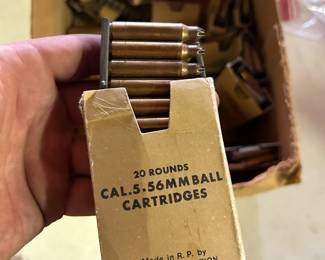 20 ROUNDS
CAL.5.56MM BALL
CARTRIDGES
Made in R.P. by